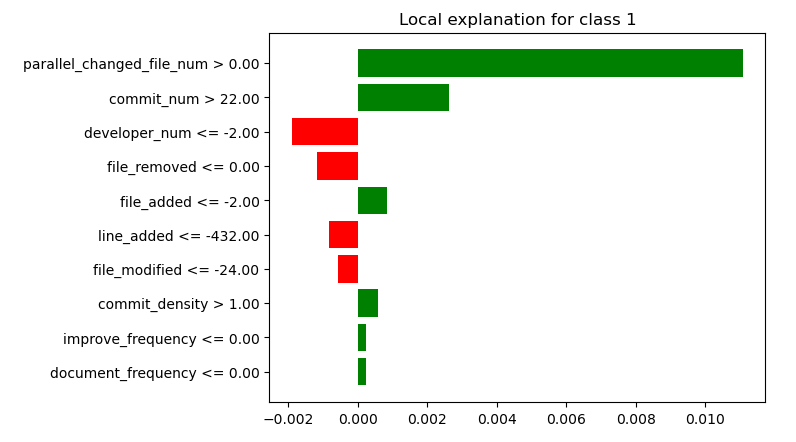 Local explanation for class 1
parallel_changed_file_num > 0.00
commit_num > 22.00
developer_num <= -2.00
file_removed <= 0.00
file_added <= -2.00
line_added <= -432.00
file_modified <= -24.00
commit_density > 1.00
improve_frequency <= 0.00
document_frequency <= 0.00
−0.002 0.000 0.002 0.004 0.006 0.008 0.010